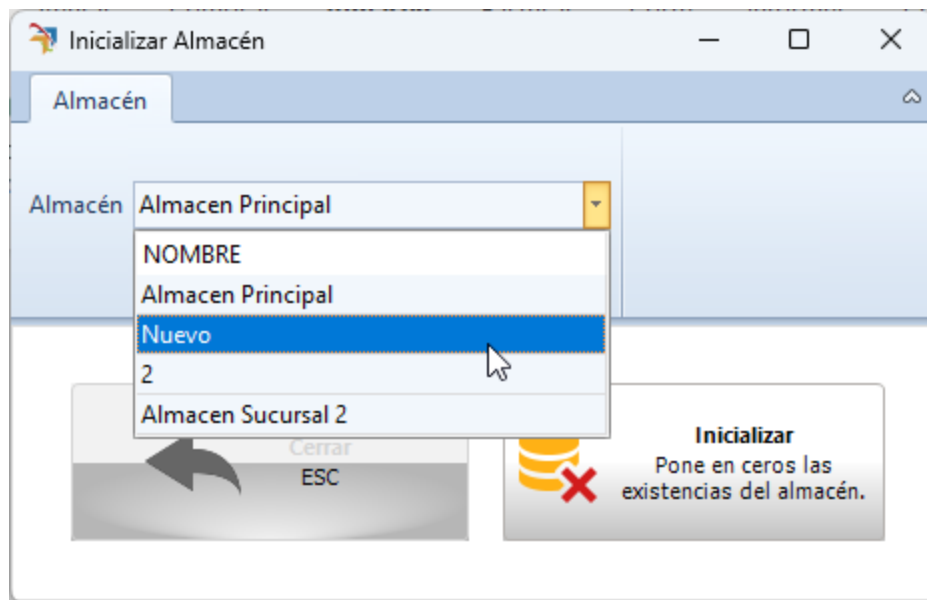 Inicializar Almacén
Almacén
Almacén Almacen Principal
NOMBRE
Almacen Principal
Nuevo
2
Almacen Sucursal 2
Cerrar
ESC
Inicializar
Pone en ceros las
existencias del almacén.